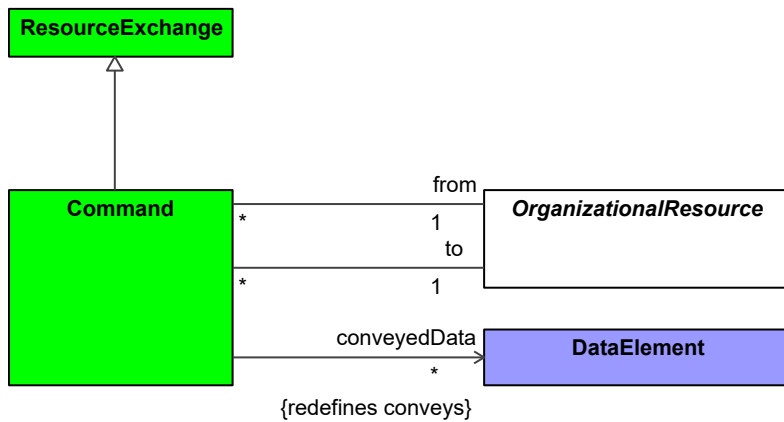 ResourceExchange
Command
from
OrganizationalResource
*
1
to
*
1
conveyedData
DataElement
*
{redefines conveys}